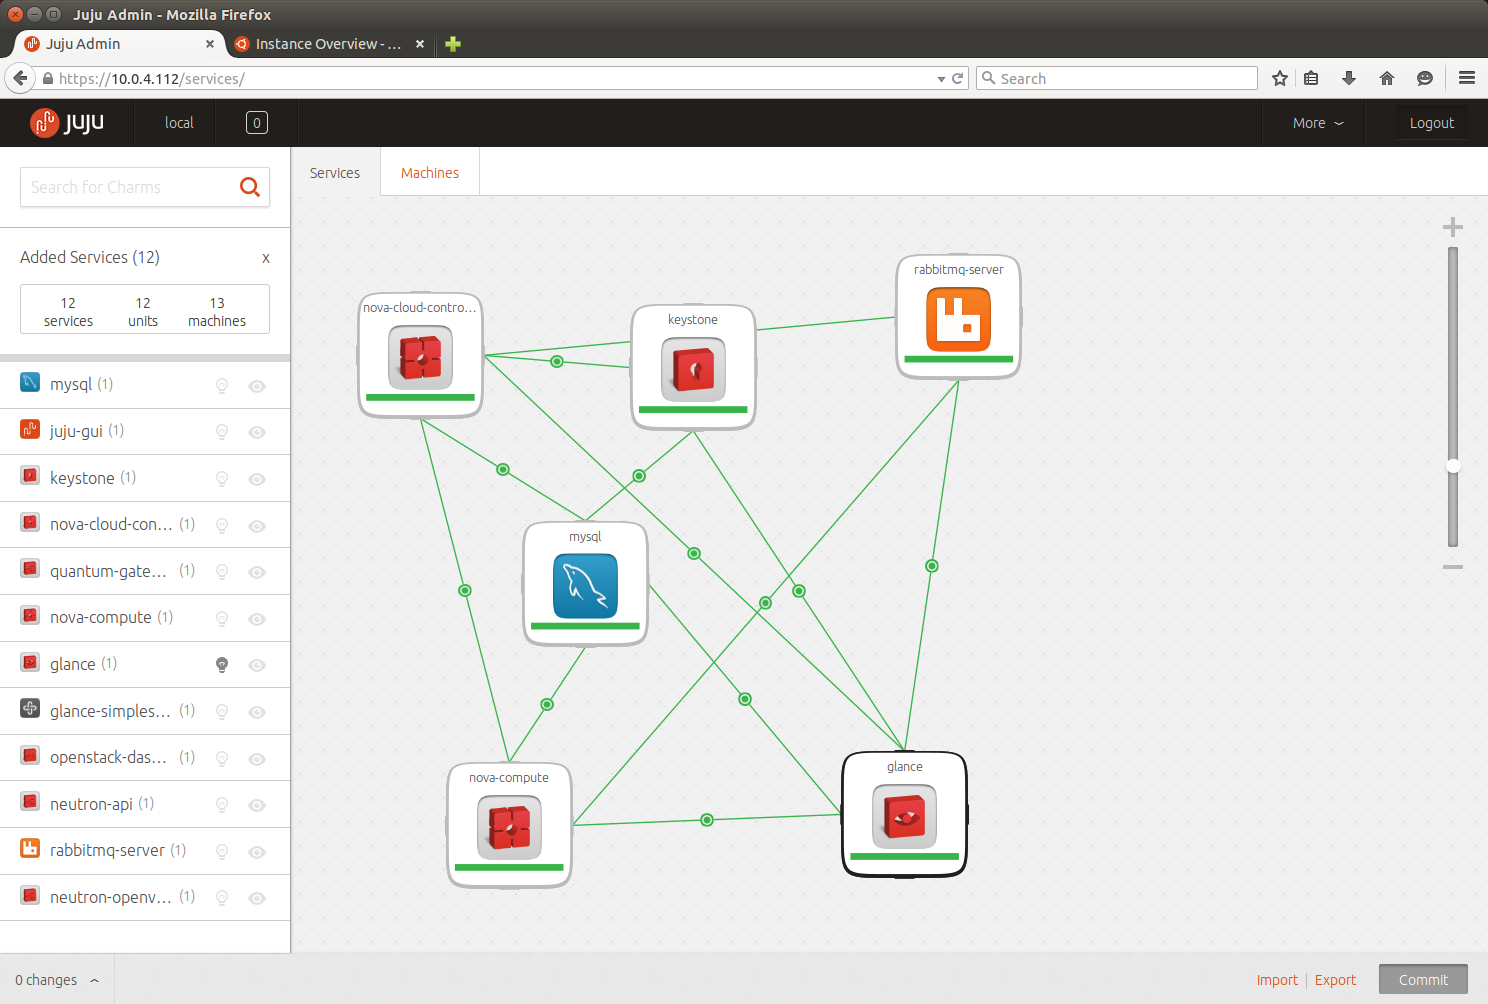 Juju Admin - Mozilla Firefox
Juju Admin
Instance Overview - ...
https://10.0.4.112/services/
Search
juju
local
0
More
Logout
Search for Charms
Services
Machines
Added Services (12)
x
12 services
12 units
13 machines
mysql (1)
juju-gui (1)
keystone (1)
nova-cloud-con... (1)
quantum-gate... (1)
nova-compute (1)
glance (1)
glance-simples... (1)
openstack-das... (1)
neutron-api (1)
rabbitmq-server (1)
neutron-openv... (1)
nova-cloud-contro...
keystone
rabbitmq-server
mysql
nova-compute
glance
0 changes
Import
Export
Commit